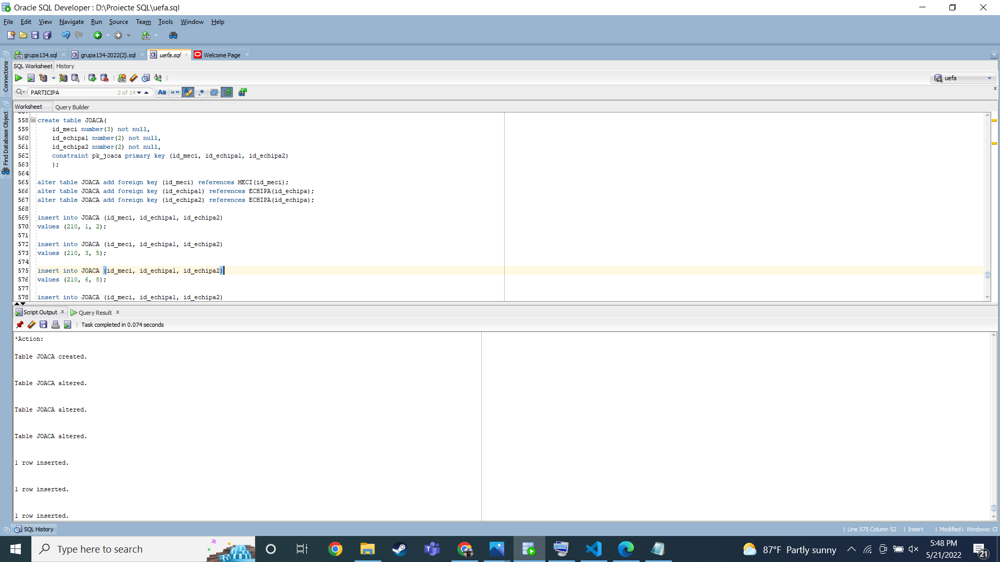 Oracle SQL Developer : D:\Proiecte SQL\uefa.sql
File Edit View Navigate Run Source Team Tools Window Help
grupa134.sql grupa134-2022(2).sql uefa.sql Welcome Page
Connections
Find Database Object
SQL Worksheet History
uefa
PARTICIPA 2 of 14 Aa “ ” .*
Worksheet Query Builder
558 create table JOACA(
559 id_meci number(3) not null,
560 id_echipa1 number(2) not null,
561 id_echipa2 number(2) not null,
562 constraint pk_joaca primary key (id_meci, id_echipa1, id_echipa2)
563 );
564
565 alter table JOACA add foreign key (id_meci) references MECI(id_meci);
566 alter table JOACA add foreign key (id_echipa1) references ECHIPA(id_echipa);
567 alter table JOACA add foreign key (id_echipa2) references ECHIPA(id_echipa);
568
569 insert into JOACA (id_meci, id_echipa1, id_echipa2)
570 values (210, 1, 2);
571
572 insert into JOACA (id_meci, id_echipa1, id_echipa2)
573 values (210, 3, 5);
574
575 insert into JOACA (id_meci, id_echipa1, id_echipa2)
576 values (210, 6, 8);
577
578 insert into JOACA (id_meci, id_echipa1, id_echipa2)
Script Output x Query Result x
Task completed in 0.074 seconds
*Action:
Table JOACA created.
Table JOACA altered.
Table JOACA altered.
Table JOACA altered.
1 row inserted.
1 row inserted.
1 row inserted.
SQL History
Line 575 Column 52 | Insert | Modified | Windows: CF
Type here to search
87°F Partly sunny
5:48 PM
5/21/2022
21